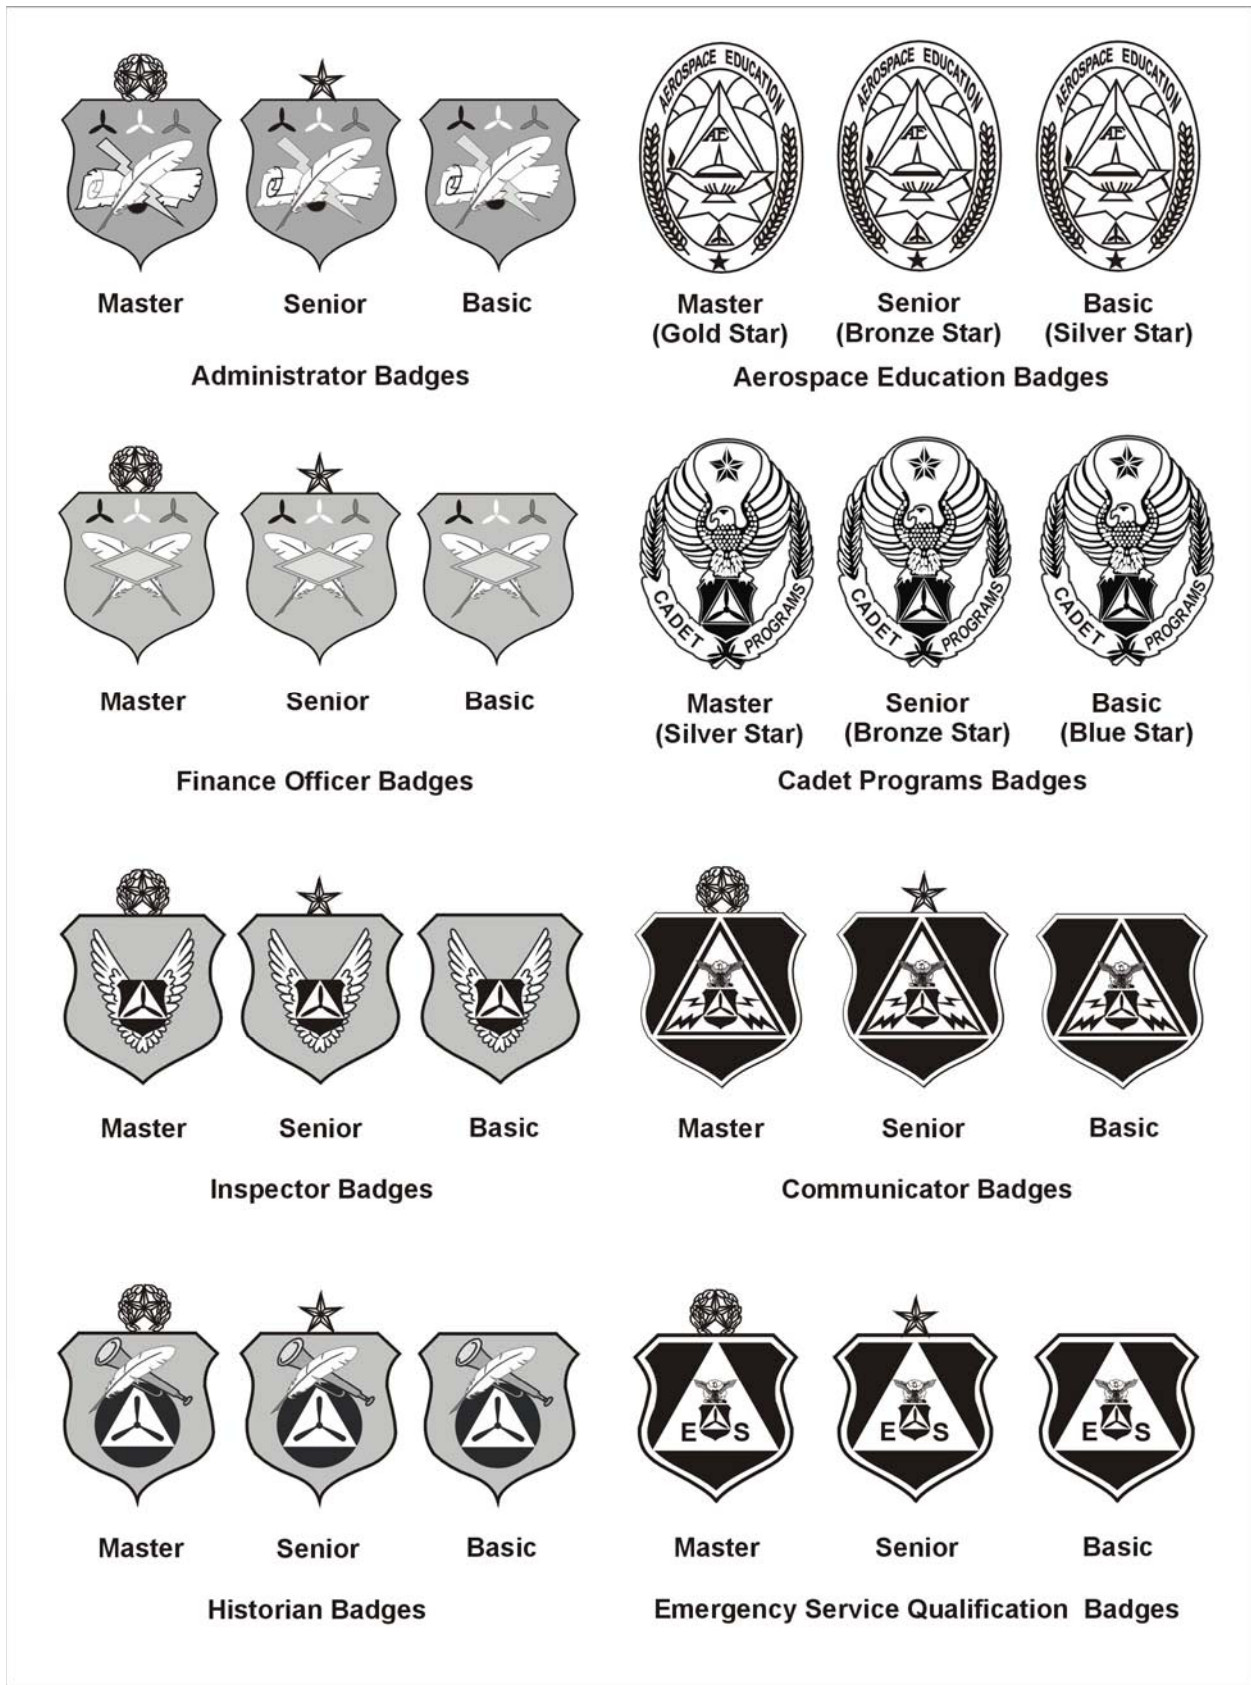 AEROSPACE EDUCATION
AE
AEROSPACE EDUCATION
AE
AEROSPACE EDUCATION
AE
Master Senior Basic
Administrator Badges
Master Senior Basic
(Gold Star) (Bronze Star) (Silver Star)
Aerospace Education Badges
CADET PROGRAMS
CADET PROGRAMS
CADET PROGRAMS
Master Senior Basic
Finance Officer Badges
Master Senior Basic
(Silver Star) (Bronze Star) (Blue Star)
Cadet Programs Badges
Master Senior Basic
Inspector Badges
Master Senior Basic
Communicator Badges
Master Senior Basic
Historian Badges
E S
E S
E S
Master Senior Basic
Emergency Service Qualification Badges